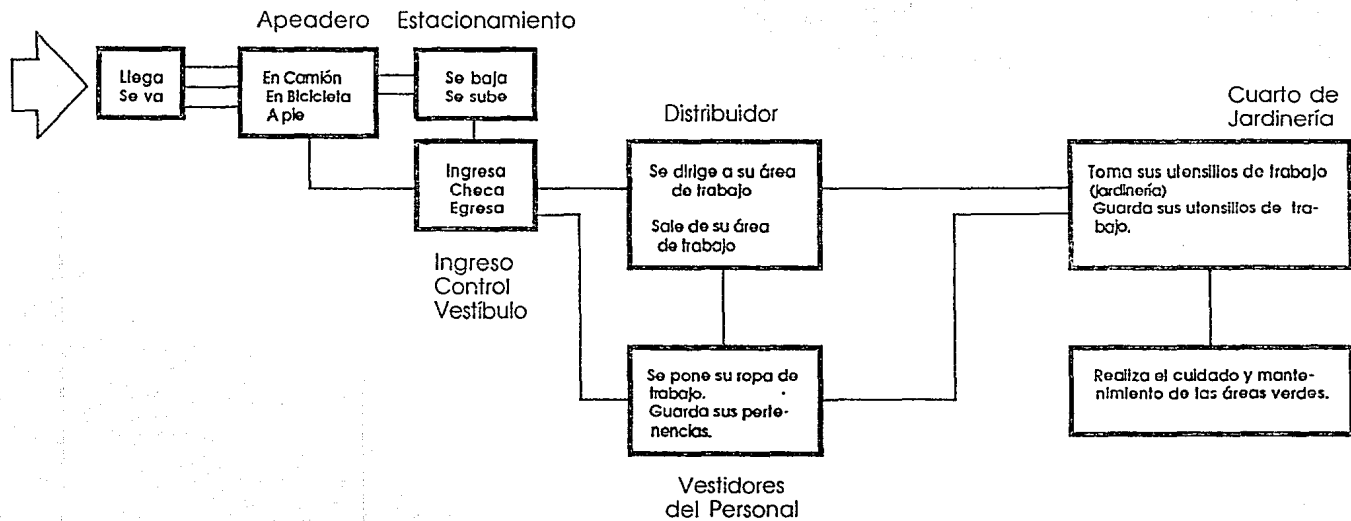 Apeadero
Estacionamiento
Llega
Se va
En Camión
En Bicicleta
A pie
Se baja
Se sube
Ingresa
Checa
Egresa
Ingreso
Control
Vestíbulo
Distribuidor
Se dirige a su área
de trabajo
Sale de su área
de trabajo
Se pone su ropa de
trabajo.
Guarda sus perte-
nencias.
Vestidores
del Personal
Cuarto de
Jardinería
Toma sus utensilios de trabajo
(jardinería)
Guarda sus utensilios de tra-
bajo.
Realiza el cuidado y mante-
nimiento de las áreas verdes.